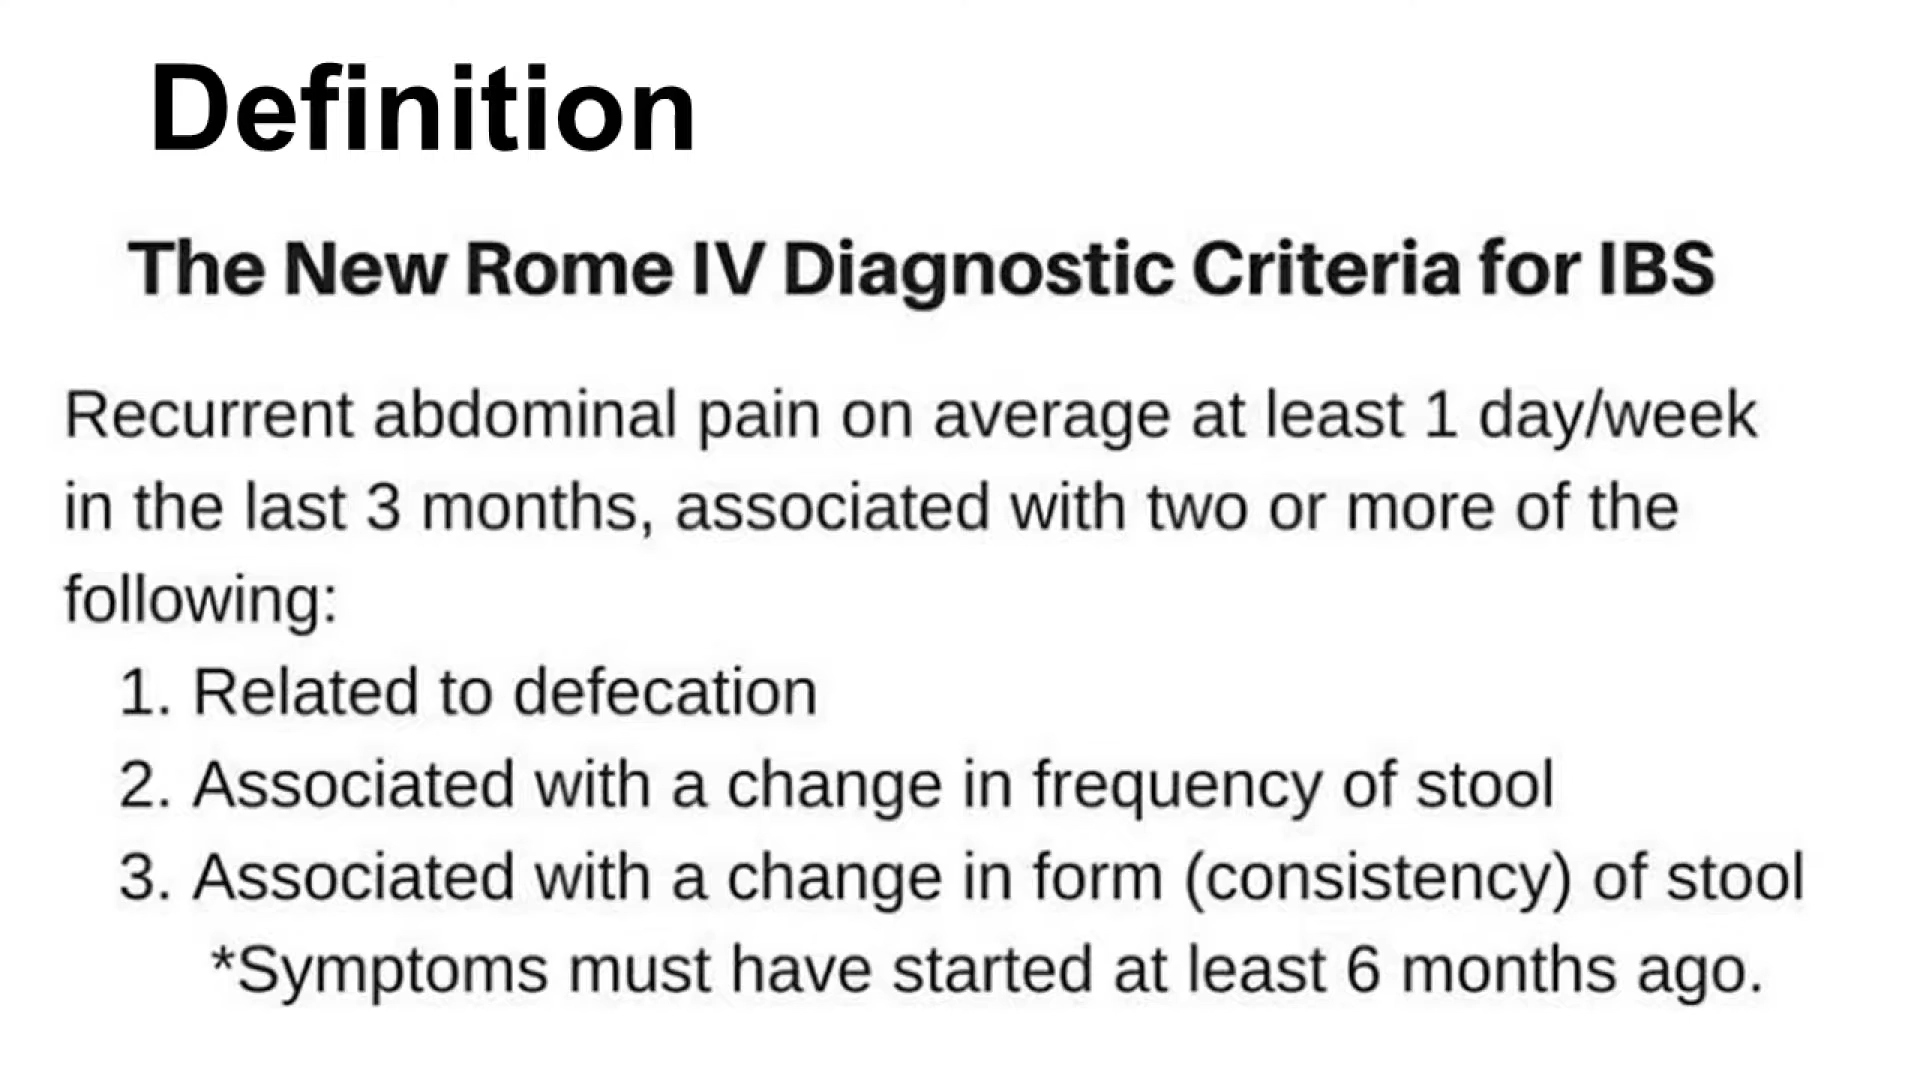 Definition
The New Rome IV Diagnostic Criteria for IBS
Recurrent abdominal pain on average at least 1 day/week
in the last 3 months, associated with two or more of the
following:
1. Related to defecation
2. Associated with a change in frequency of stool
3. Associated with a change in form (consistency) of stool
*Symptoms must have started at least 6 months ago.